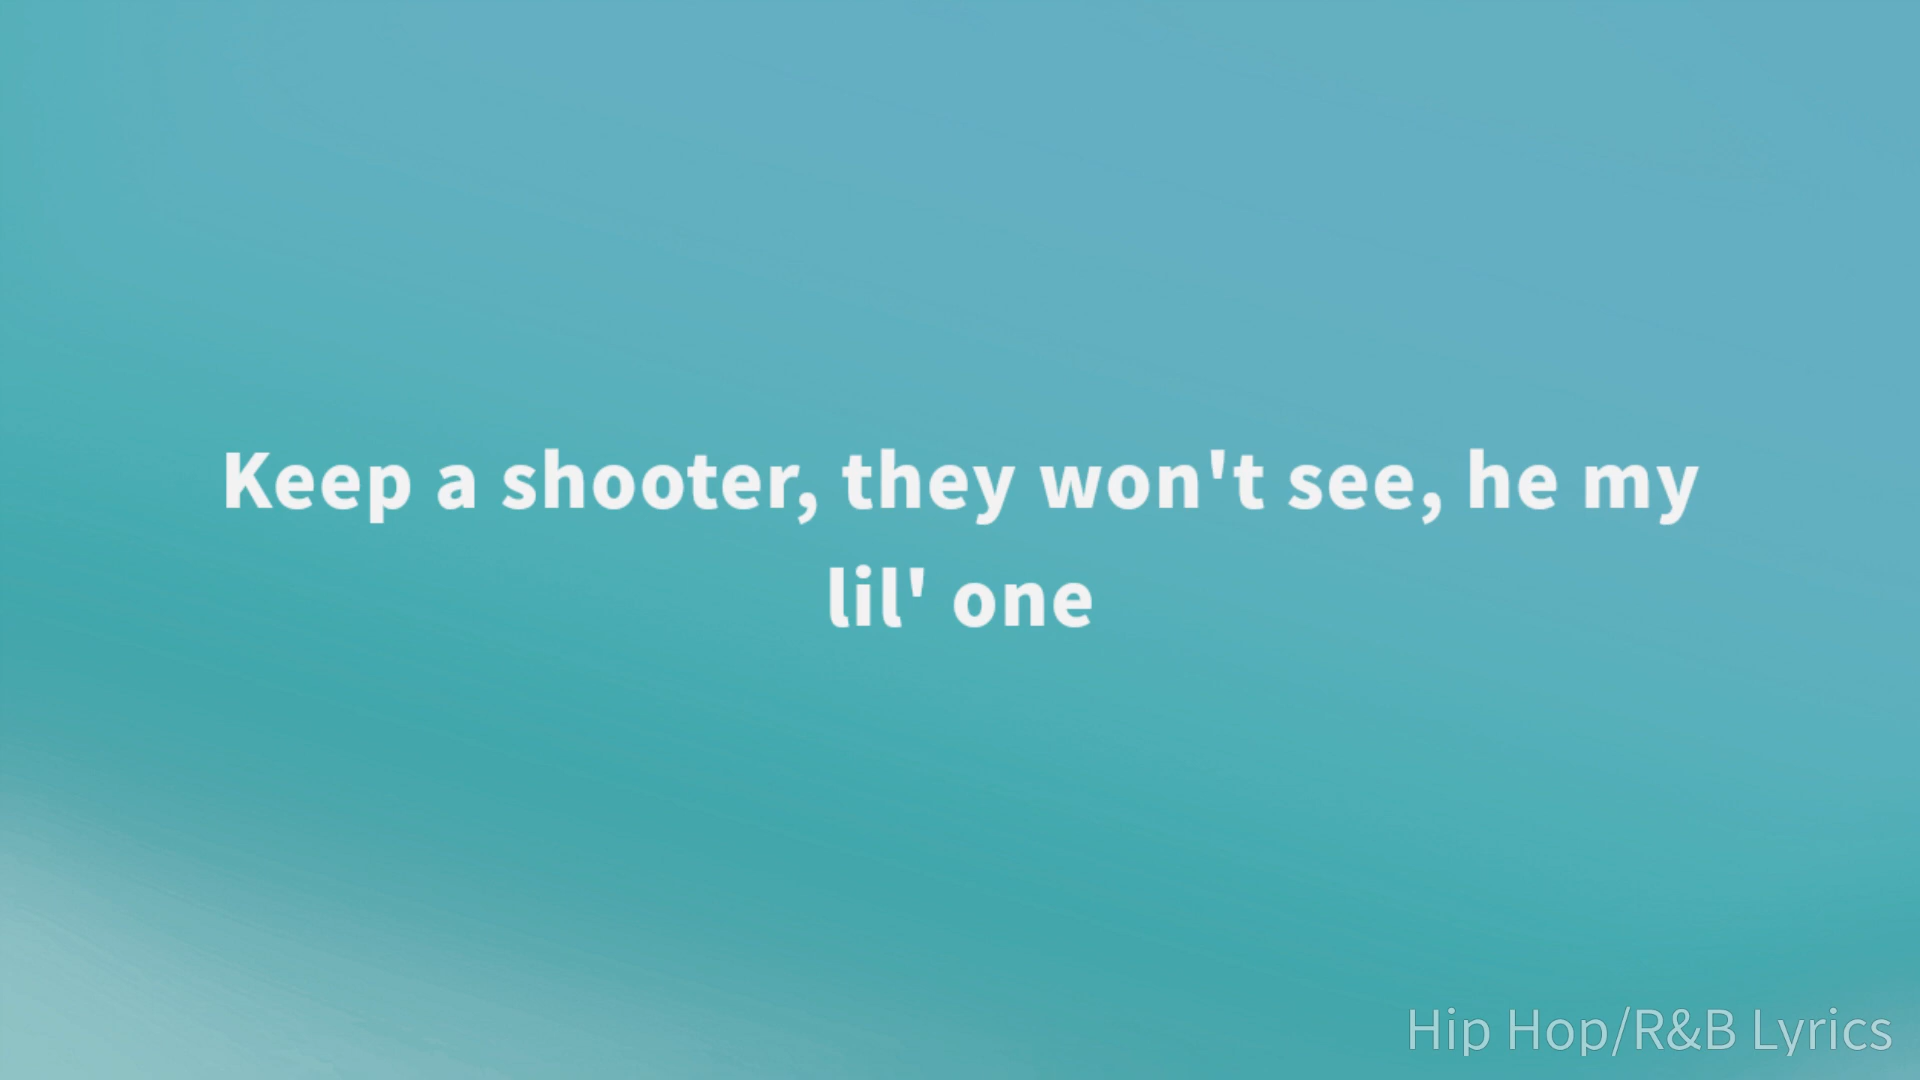 Keep a shooter, they won't see, he my
lil' one
Hip Hop/R&B Lyrics